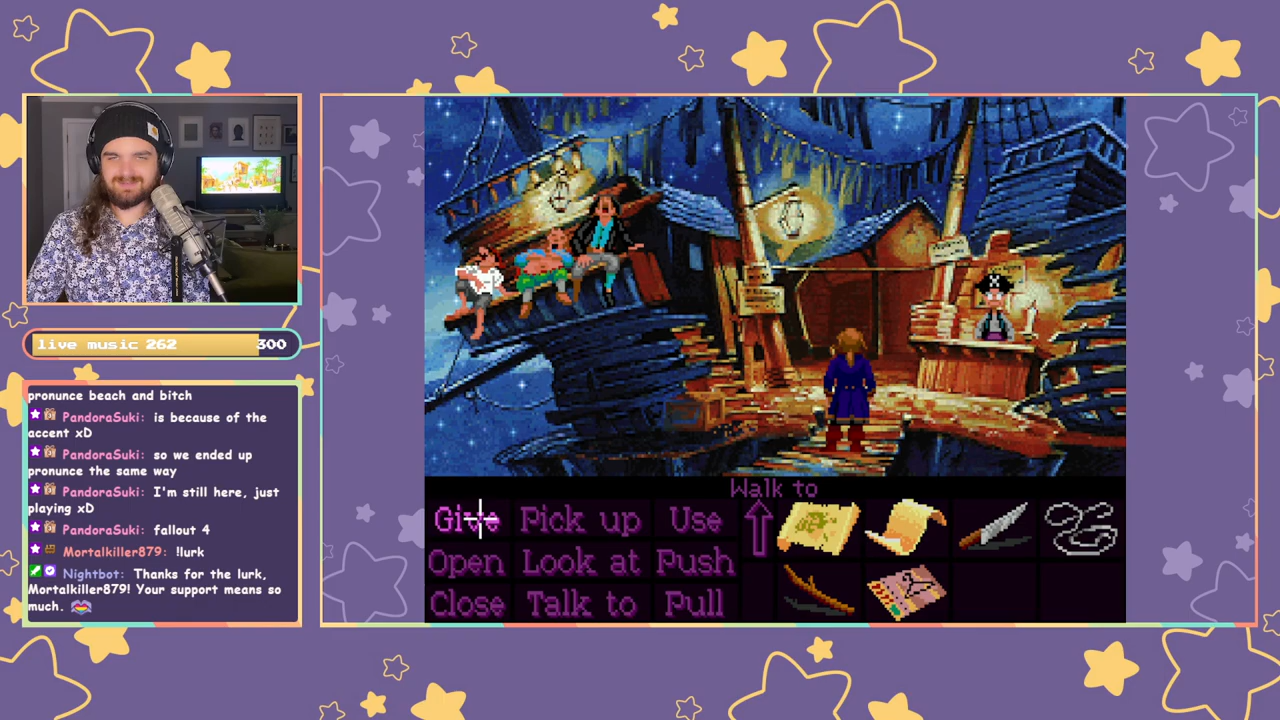 live music 262 300
pronunce beach and bitch
PandoraSuki: is because of the
accent xD
PandoraSuki: so we ended up
pronunce the same way
PandoraSuki: I'm still here, just
playing xD
PandoraSuki: fallout 4
Mortalkiller879: !lurk
Nightbot: Thanks for the lurk,
Mortalkiller879! Your support means so
much.
Walk to
Give Pick up Use
Open Look at Push
Close Talk to Pull